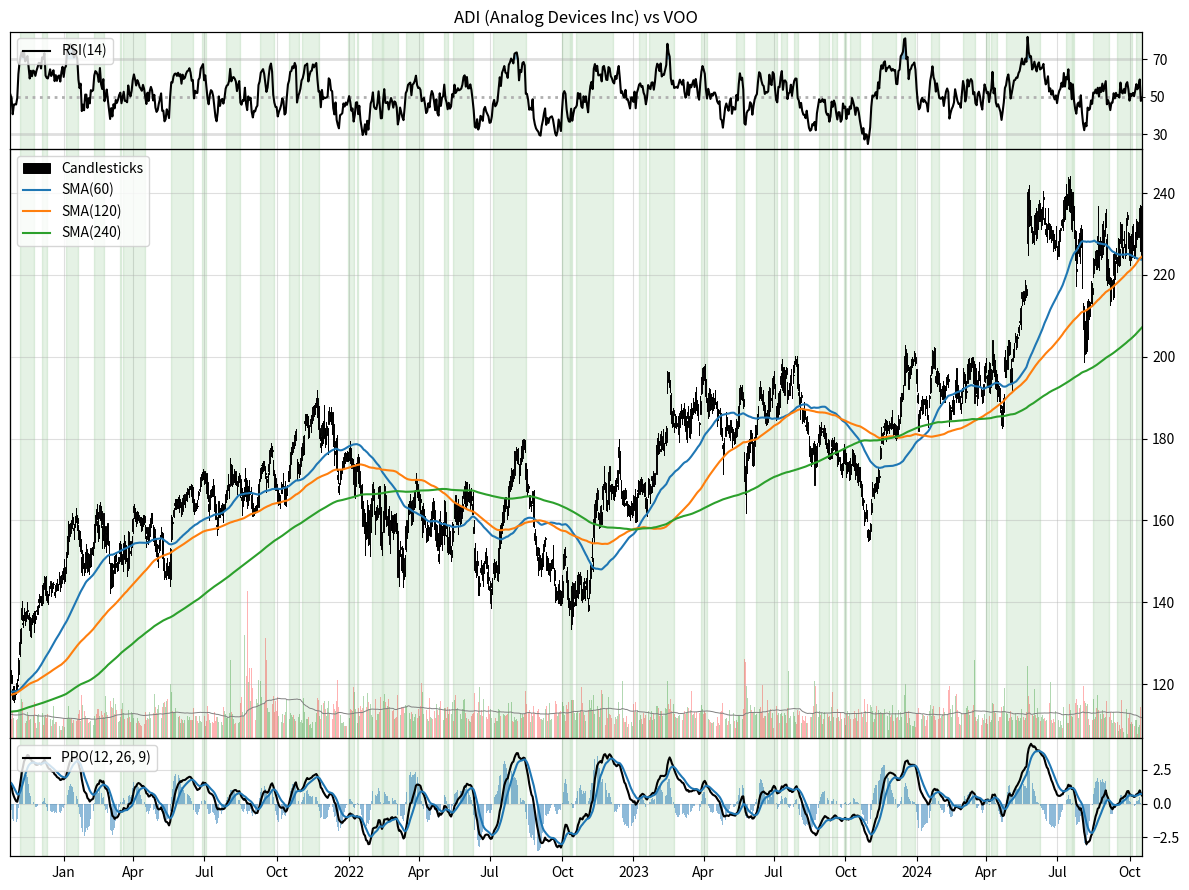 ADI (Analog Devices Inc) vs VOO
RSI(14)
70
50
30
Candlesticks
SMA(60)
SMA(120)
SMA(240)
240
220
200
180
160
140
120
PPO(12, 26, 9)
2.5
0.0
−2.5
Jan Apr Jul Oct 2022 Apr Jul Oct 2023 Apr Jul Oct 2024 Apr Jul Oct